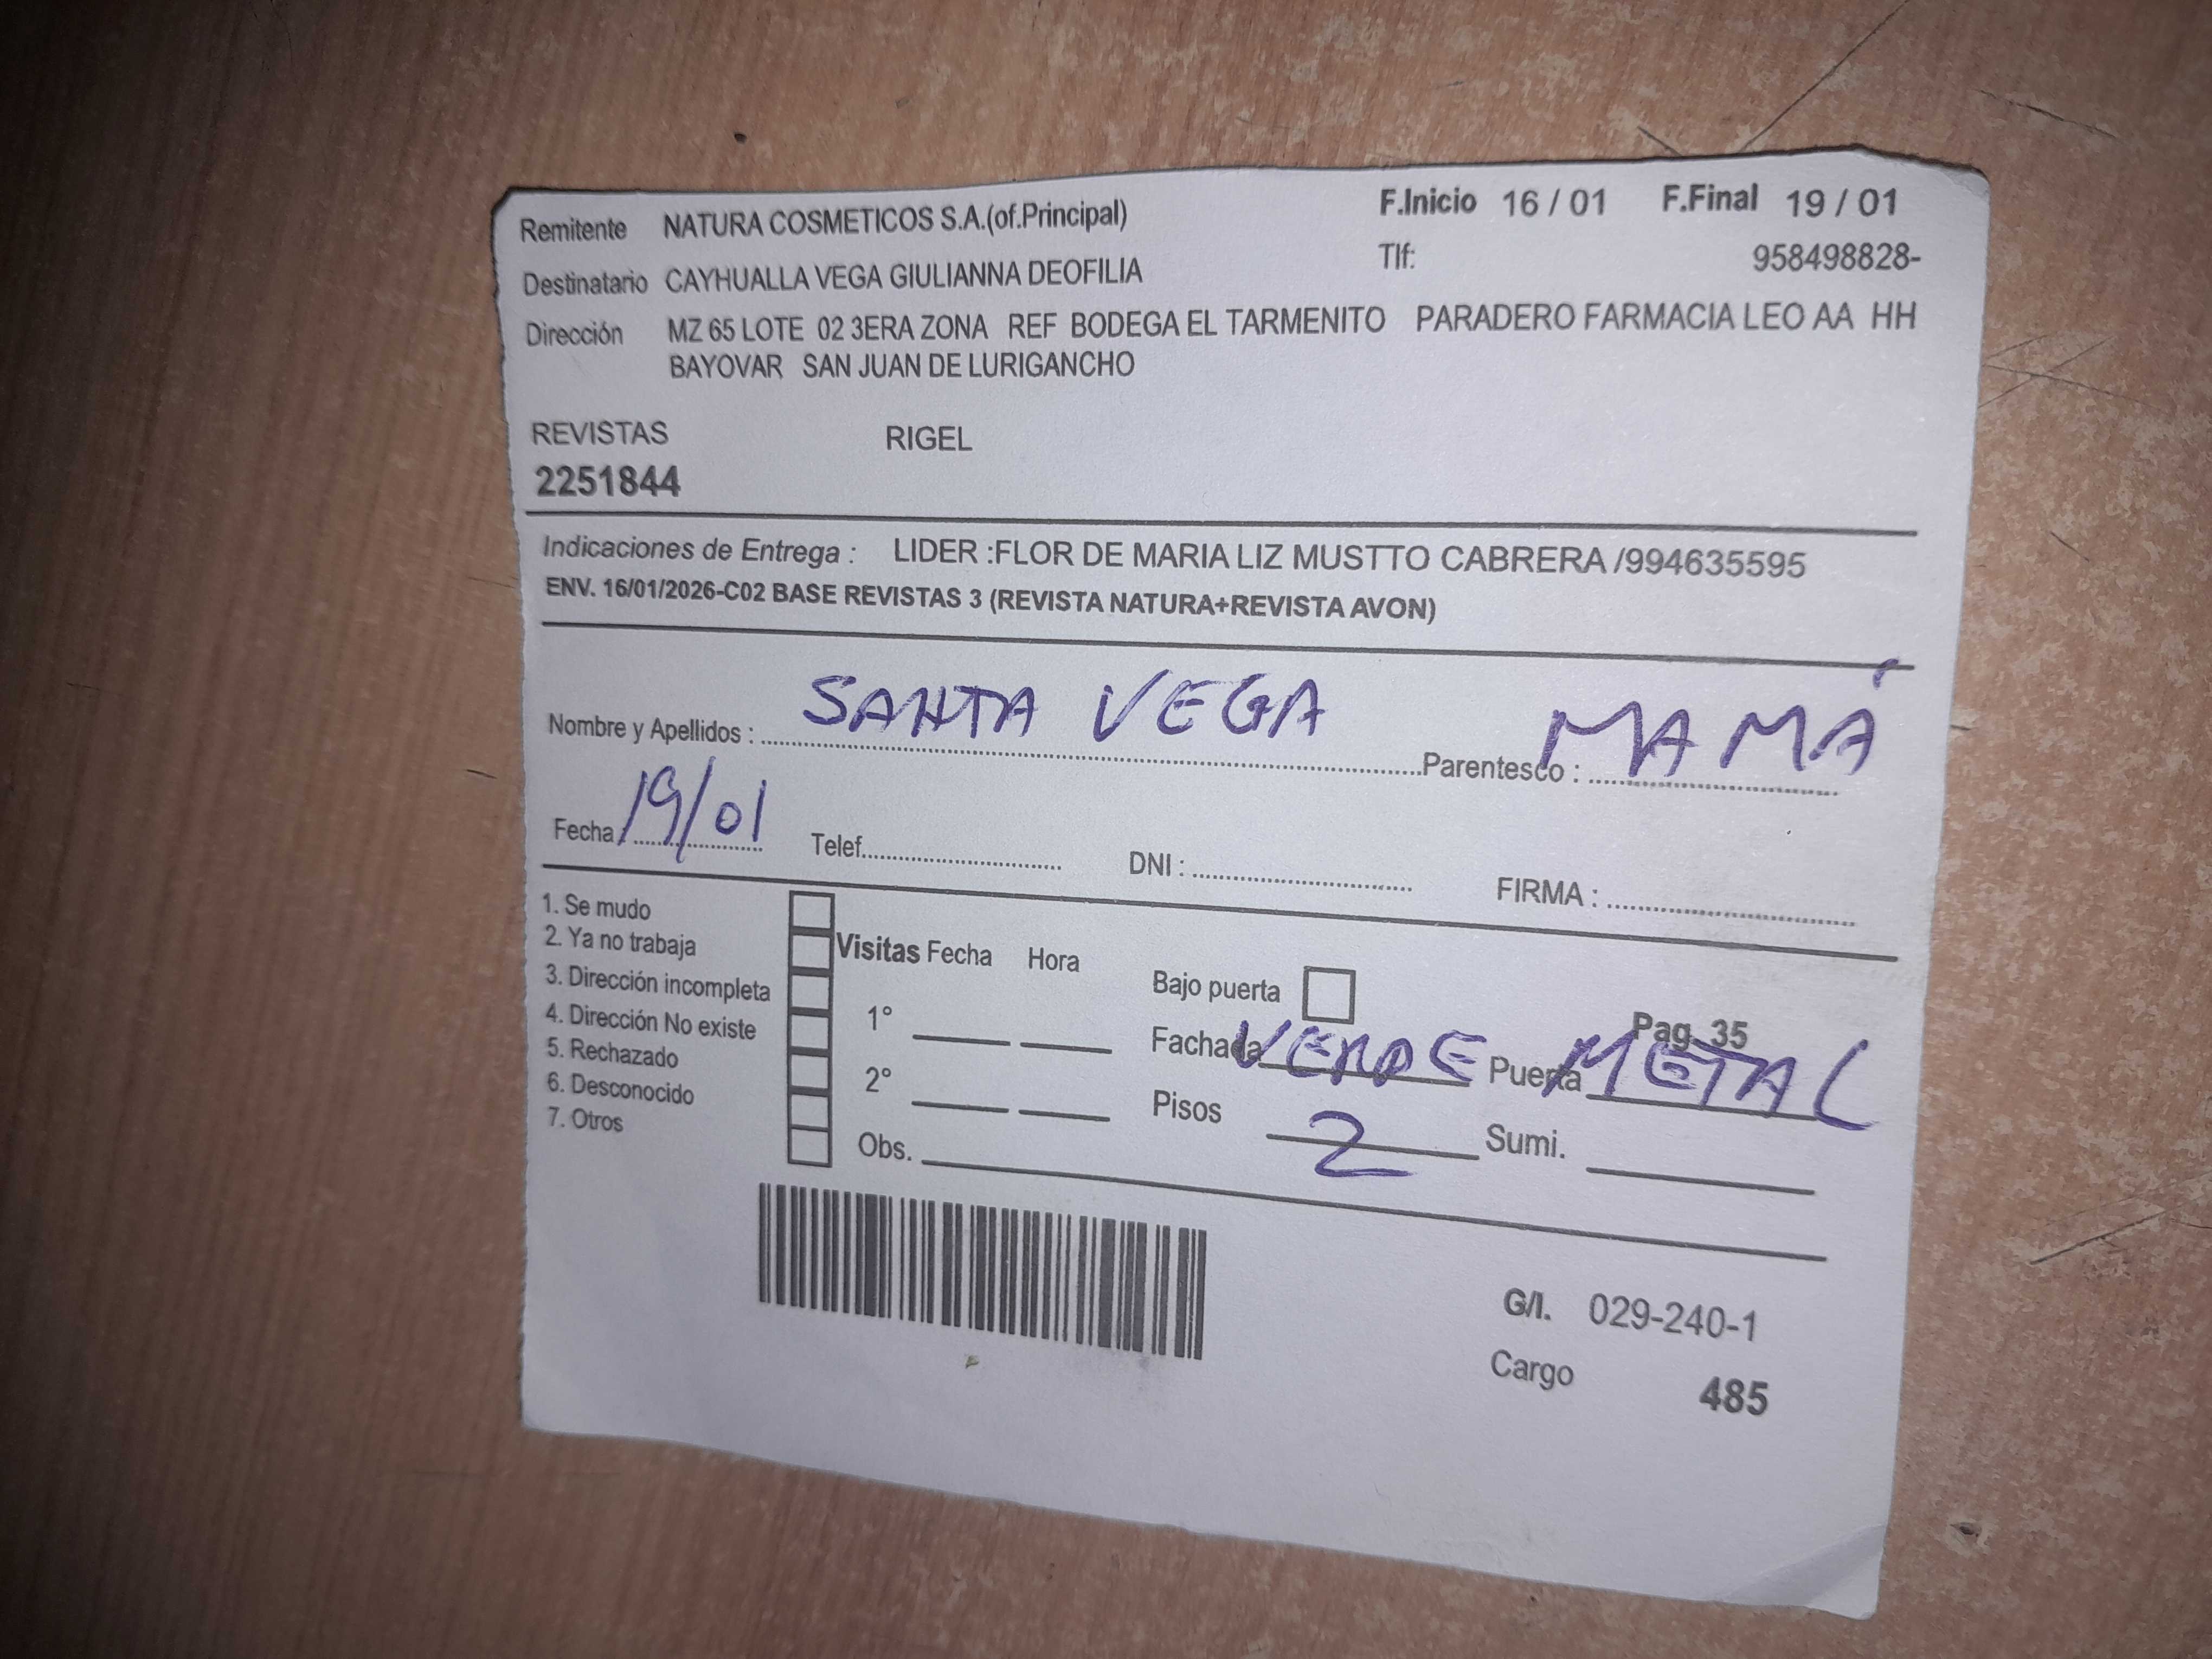 Remitente NATURA COSMETICOS S.A.(of.Principal) F.Inicio 16 / 01 F.Final 19 / 01
Destinatario CAYHUALLA VEGA GIULIANNA DEOFILIA Tlf: 958498828-
Dirección MZ 65 LOTE 02 3ERA ZONA REF BODEGA EL TARMENITO PARADERO FARMACIA LEO AA HH
BAYOVAR SAN JUAN DE LURIGANCHO
REVISTAS RIGEL
2251844
Indicaciones de Entrega : LIDER :FLOR DE MARIA LIZ MUSTTO CABRERA /994635595
ENV. 16/01/2026-C02 BASE REVISTAS 3 (REVISTA NATURA+REVISTA AVON)
Nombre y Apellidos : SANTA VEGA Parentesco : MAMÁ
Fecha 19/01 Telef. DNI : FIRMA :
1. Se mudo
2. Ya no trabaja Visitas Fecha Hora
3. Dirección incompleta Bajo puerta
4. Dirección No existe 1° Pag. 35
5. Rechazado Fachada VERDE Puerta METAL
6. Desconocido 2° Pisos 2 Sumi.
7. Otros Obs.
G/I. 029-240-1
Cargo 485